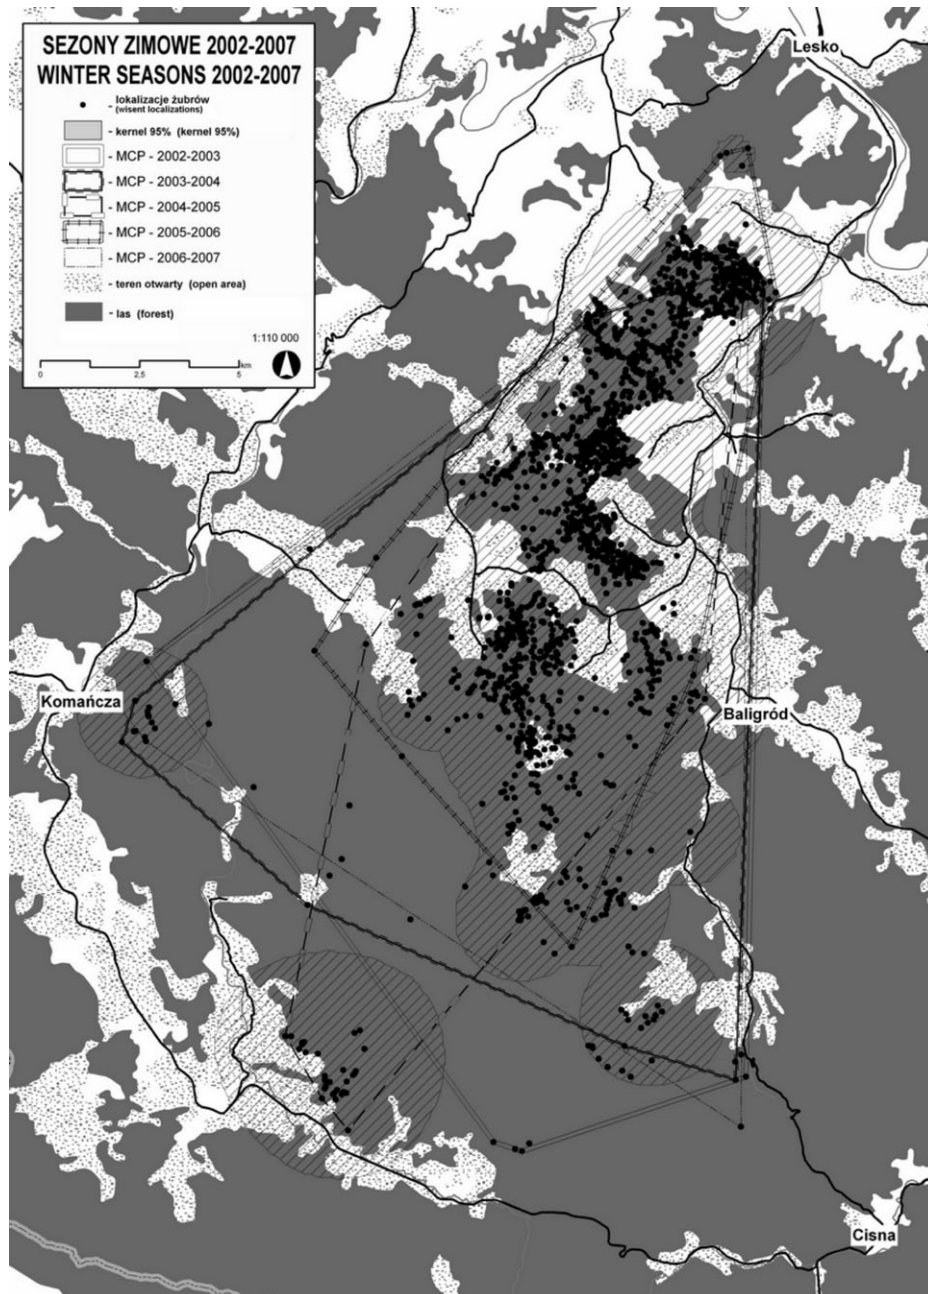 SEZONY ZIMOWE 2002-2007
WINTER SEASONS 2002-2007
- lokalizacje żubrów
(wisent localizations)
- kernel 95% (kernel 95%)
- MCP - 2002-2003
- MCP - 2003-2004
- MCP - 2004-2005
- MCP - 2005-2006
- MCP - 2006-2007
- teren otwarty (open area)
- las (forest)
1:110 000
km
0 2,5 5
Lesko
Komańcza
Baligród
Cisna